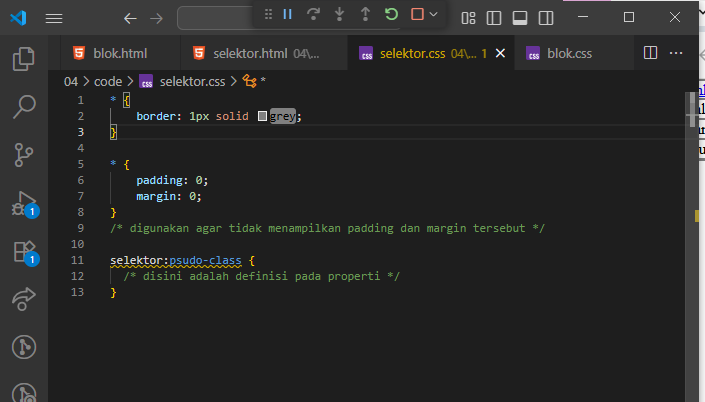 blok.html
selektor.html 04\...
selektor.css 04\... 1
blok.css
04 > code > selektor.css > *
1 * {
2 border: 1px solid grey;
3 }
4
5 * {
6 padding: 0;
7 margin: 0;
8 }
9 /* digunakan agar tidak menampilkan padding dan margin tersebut */
10
11 selektor:psudo-class {
12 /* disini adalah definisi pada properti */
13 }
1
1